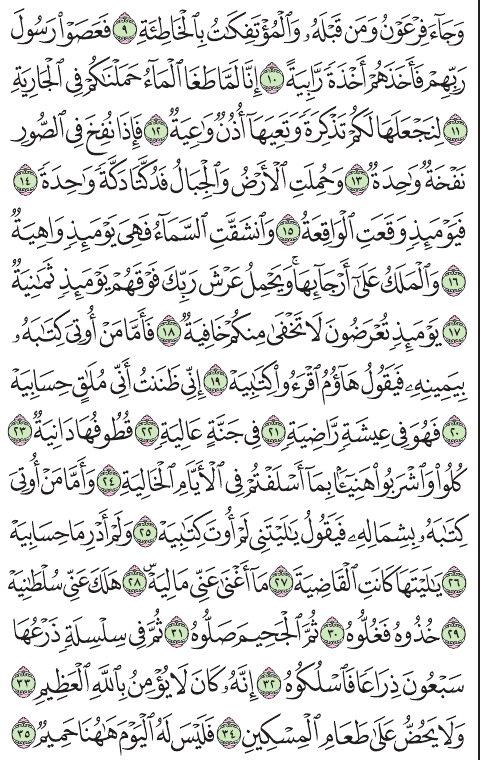 وَجَآءَ فِرْعَوْنُ وَمَن قَبْلَهُۥ وَٱلْمُؤْتَفِكَٰتُ بِٱلْخَاطِئَةِ ٩ فَعَصَوْا۟ رَسُولَ
رَبِّهِمْ فَأَخَذَهُمْ أَخْذَةً رَّابِيَةً ١٠ إِنَّا لَمَّا طَغَا ٱلْمَآءُ حَمَلْنَٰكُمْ فِى ٱلْجَارِيَةِ
١١ لِنَجْعَلَهَا لَكُمْ تَذْكِرَةً وَتَعِيَهَآ أُذُنٌ وَٰعِيَةٌ ١٢ فَإِذَا نُفِخَ فِى ٱلصُّورِ
نَفْخَةٌ وَٰحِدَةٌ ١٣ وَحُمِلَتِ ٱلْأَرْضُ وَٱلْجِبَالُ فَدُكَّتَا دَكَّةً وَٰحِدَةً ١٤
فَيَوْمَئِذٍ وَقَعَتِ ٱلْوَاقِعَةُ ١٥ وَٱنشَقَّتِ ٱلسَّمَآءُ فَهِىَ يَوْمَئِذٍ وَاهِيَةٌ
١٦ وَٱلْمَلَكُ عَلَىٰٓ أَرْجَآئِهَا ۚ وَيَحْمِلُ عَرْشَ رَبِّكَ فَوْقَهُمْ يَوْمَئِذٍ ثَمَٰنِيَةٌ
١٧ يَوْمَئِذٍ تُعْرَضُونَ لَا تَخْفَىٰ مِنكُمْ خَافِيَةٌ ١٨ فَأَمَّا مَنْ أُوتِىَ كِتَٰبَهُۥ
بِيَمِينِهِۦ فَيَقُولُ هَآؤُمُ ٱقْرَءُوا۟ كِتَٰبِيَهْ ١٩ إِنِّى ظَنَنتُ أَنِّى مُلَٰقٍ حِسَابِيَهْ
٢٠ فَهُوَ فِى عِيشَةٍ رَّاضِيَةٍ ٢١ فِى جَنَّةٍ عَالِيَةٍ ٢٢ قُطُوفُهَا دَانِيَةٌ ٢٣
كُلُوا۟ وَٱشْرَبُوا۟ هَنِيٓـًٔۢا بِمَآ أَسْلَفْتُمْ فِى ٱلْأَيَّامِ ٱلْخَالِيَةِ ٢٤ وَأَمَّا مَنْ أُوتِىَ
كِتَٰبَهُۥ بِشِمَالِهِۦ فَيَقُولُ يَٰلَيْتَنِى لَمْ أُوتَ كِتَٰبِيَهْ ٢٥ وَلَمْ أَدْرِ مَا حِسَابِيَهْ
٢٦ يَٰلَيْتَهَا كَانَتِ ٱلْقَاضِيَةَ ٢٧ مَآ أَغْنَىٰ عَنِّى مَالِيَهْ ۜ ٢٨ هَلَكَ عَنِّى سُلْطَٰنِيَهْ
٢٩ خُذُوهُ فَغُلُّوهُ ٣٠ ثُمَّ ٱلْجَحِيمَ صَلُّوهُ ٣١ ثُمَّ فِى سِلْسِلَةٍ ذَرْعُهَا
سَبْعُونَ ذِرَاعًا فَٱسْلُكُوهُ ٣٢ إِنَّهُۥ كَانَ لَا يُؤْمِنُ بِٱللَّهِ ٱلْعَظِيمِ ٣٣
وَلَا يَحُضُّ عَلَىٰ طَعَامِ ٱلْمِسْكِينِ ٣٤ فَلَيْسَ لَهُ ٱلْيَوْمَ هَٰهُنَا حَمِيمٌ ٣٥